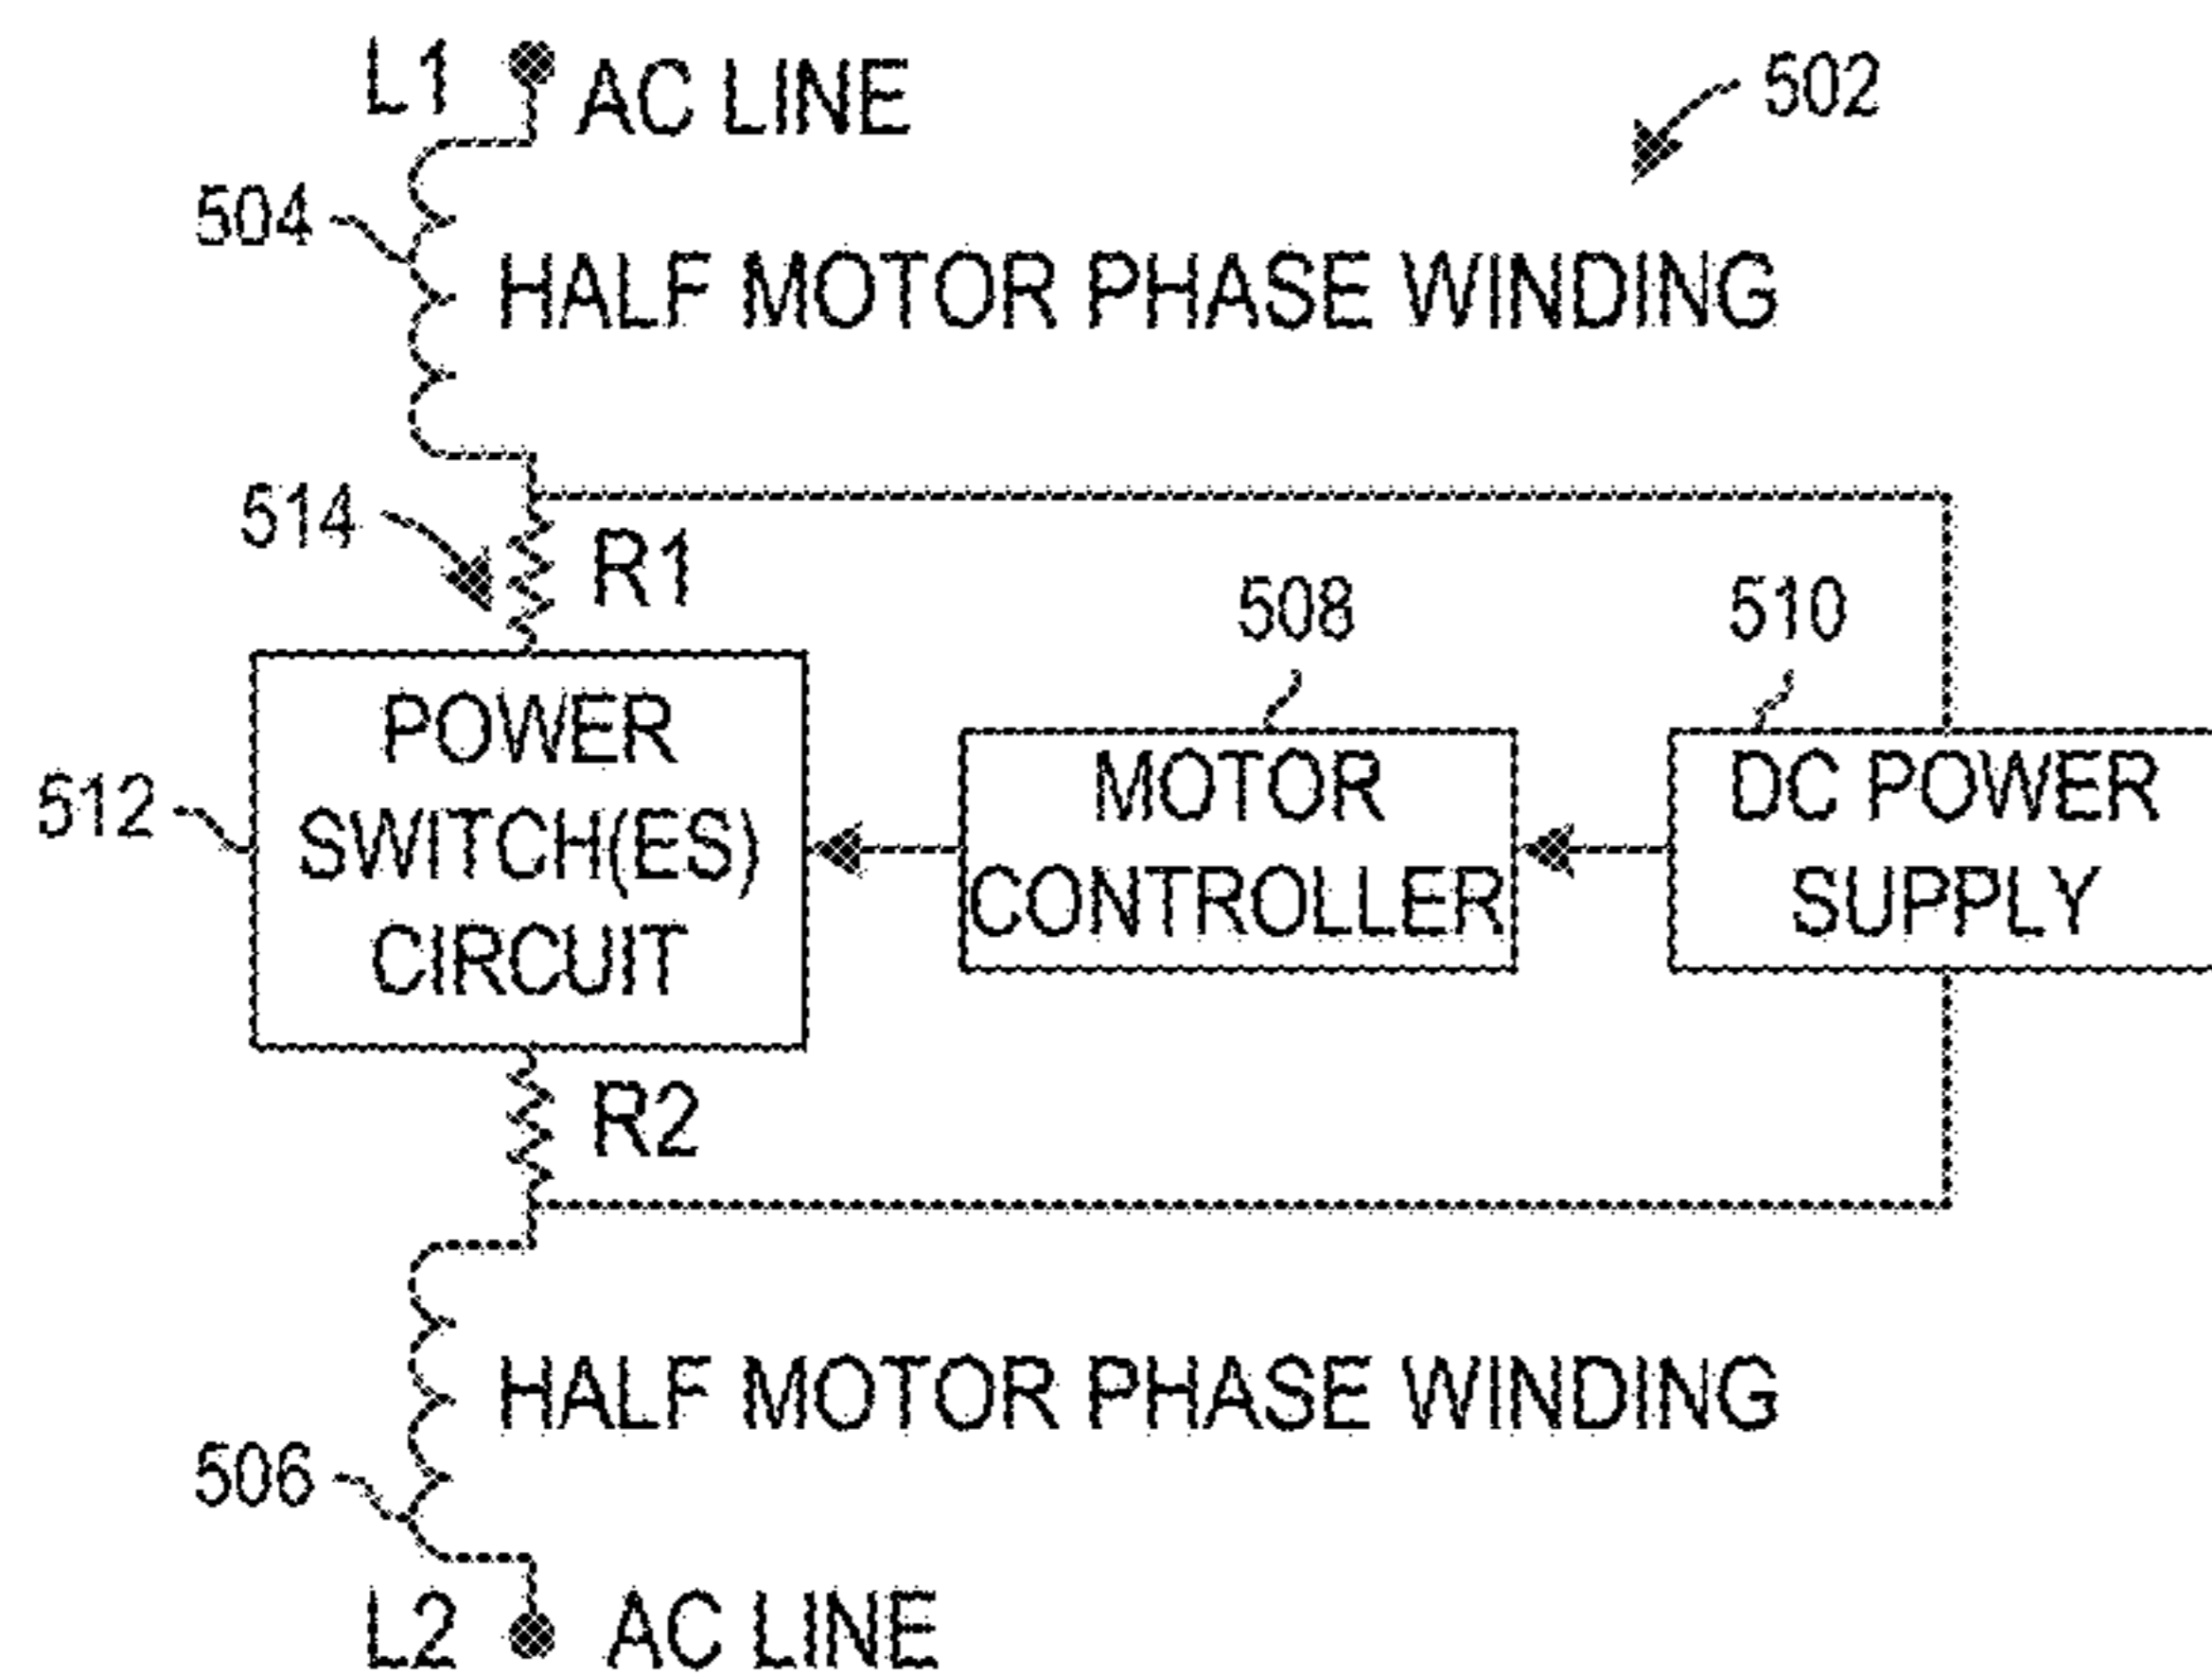 L1 AC LINE
502
504
HALF MOTOR PHASE WINDING
514
R1
508
510
POWER
SWITCH(ES)
CIRCUIT
512
MOTOR
CONTROLLER
DC POWER
SUPPLY
R2
HALF MOTOR PHASE WINDING
506
L2 AC LINE